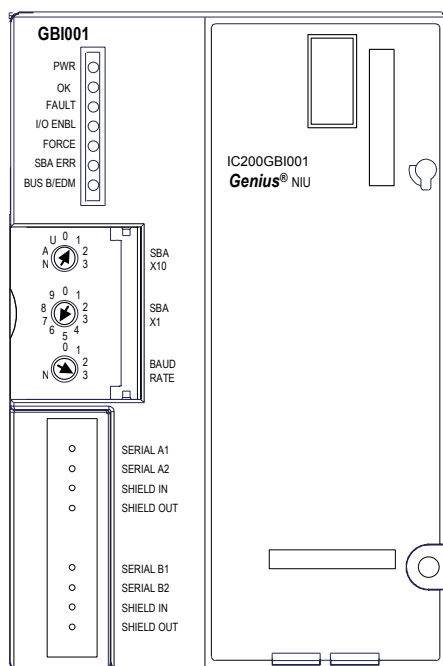 GBI001
PWR
OK
FAULT
I/O ENBL
FORCE
SBA ERR
BUS B/EDM
IC200GBI001
Genius® NIU
U 0 1
A 2
N 3
SBA
X10
9 0 1
8 2
7 3
6 5 4
SBA
X1
0 1
2
N 3
BAUD
RATE
SERIAL A1
SERIAL A2
SHIELD IN
SHIELD OUT
SERIAL B1
SERIAL B2
SHIELD IN
SHIELD OUT